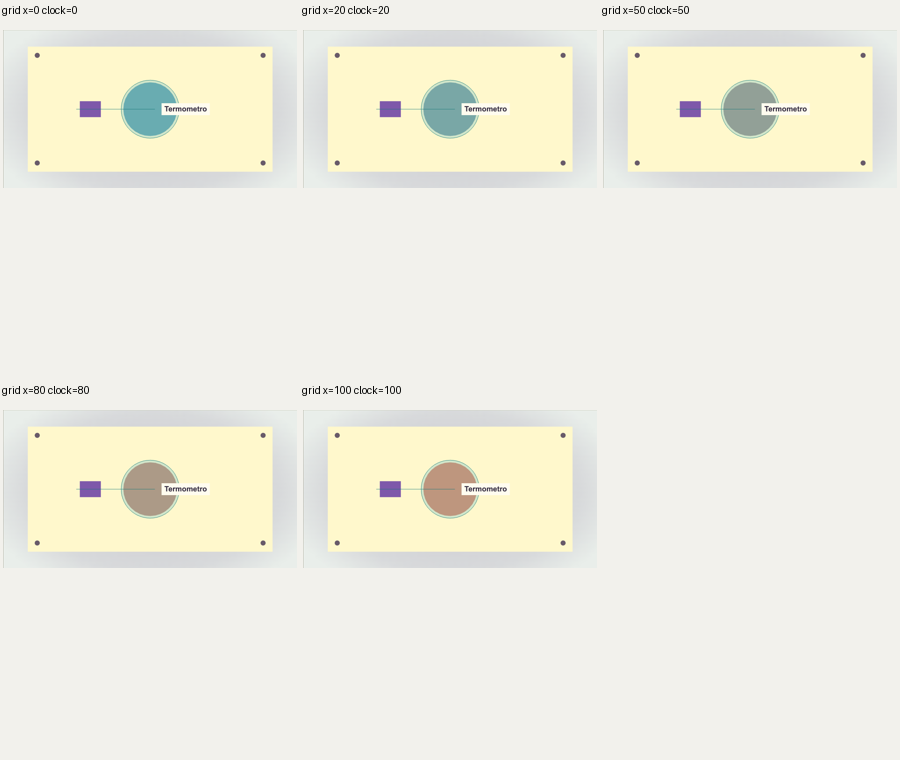 grid x=0 clock=0
grid x=20 clock=20
grid x=50 clock=50
Termometro
Termometro
Termometro
grid x=80 clock=80
grid x=100 clock=100
Termometro
Termometro